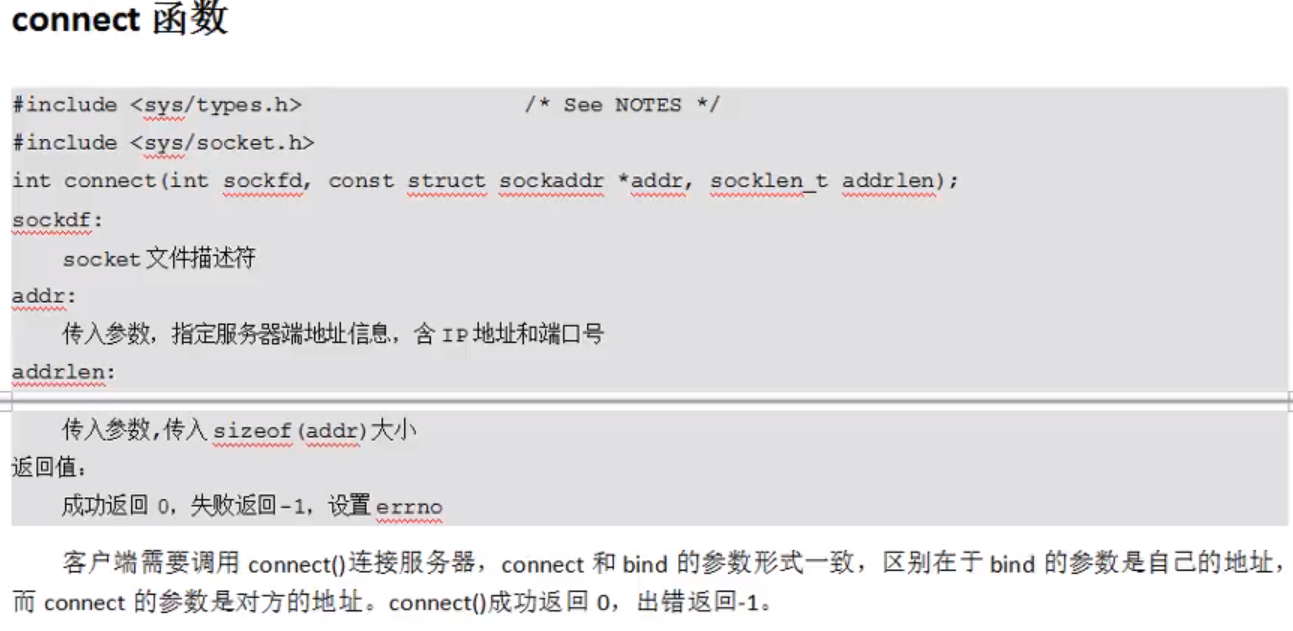 connect 函数
#include <sys/types.h> /* See NOTES */
#include <sys/socket.h>
int connect(int sockfd, const struct sockaddr *addr, socklen_t addrlen);
sockdf:
socket 文件描述符
addr:
传入参数，指定服务器端地址信息，含 IP 地址和端口号
addrlen:
传入参数,传入 sizeof(addr)大小
返回值：
成功返回 0，失败返回-1，设置 errno
客户端需要调用 connect()连接服务器，connect 和 bind 的参数形式一致，区别在于 bind 的参数是自己的地址，
而 connect 的参数是对方的地址。connect()成功返回 0，出错返回-1。